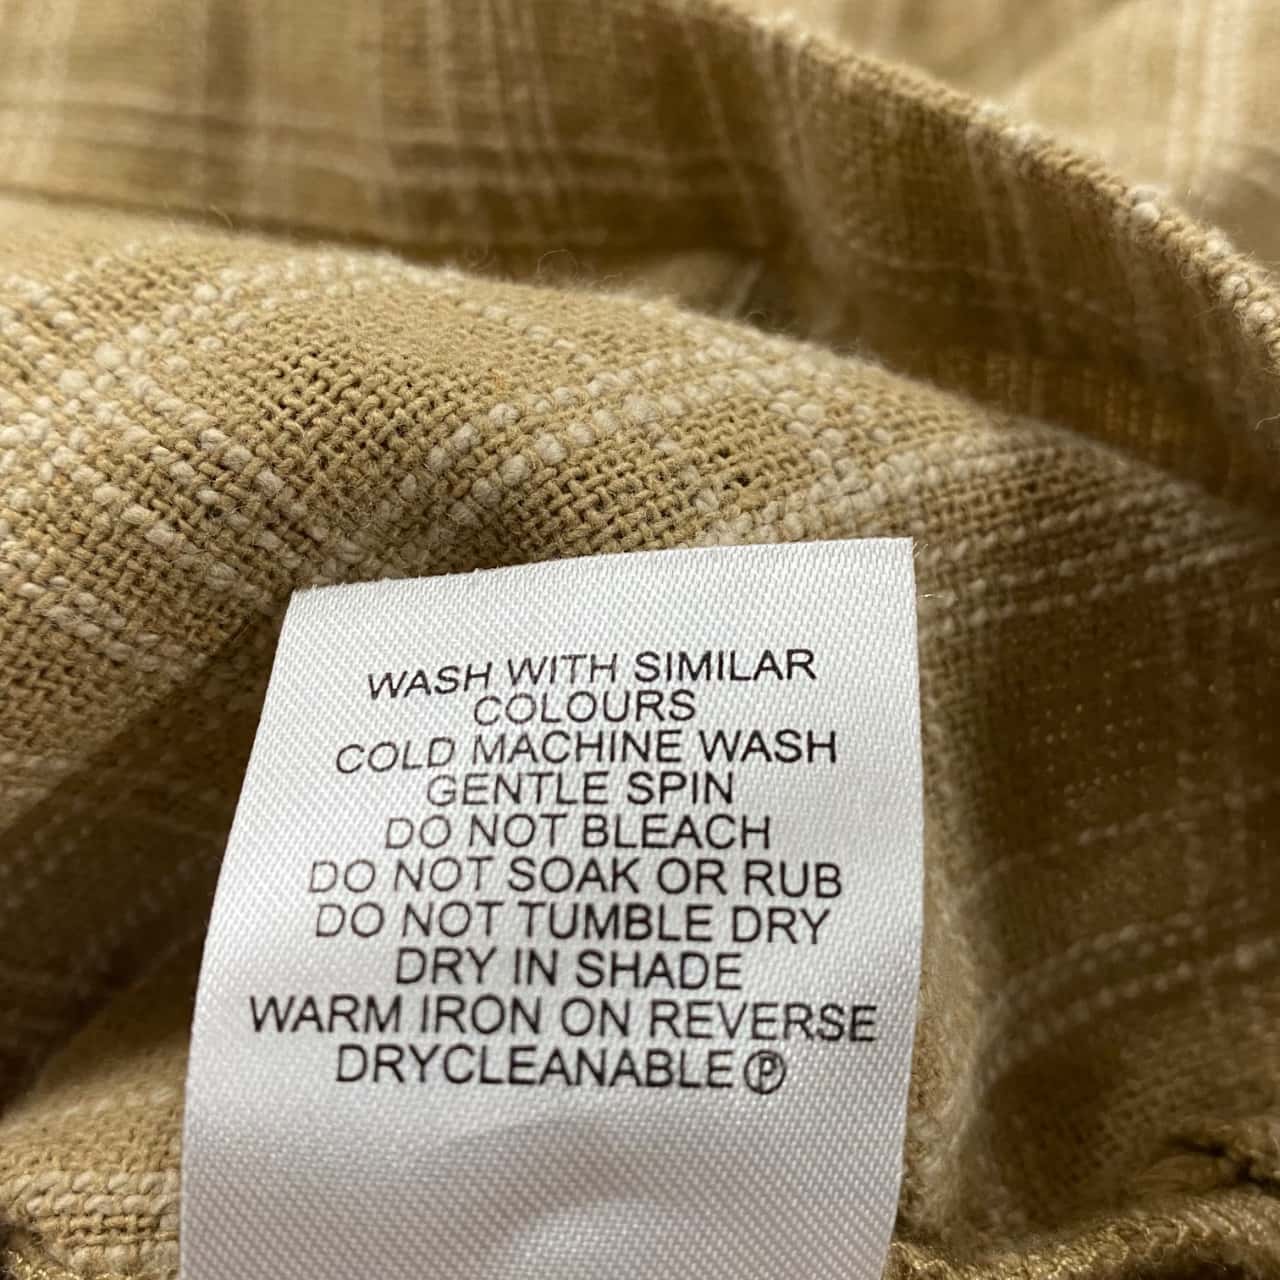 WASH WITH SIMILAR
COLOURS
COLD MACHINE WASH
GENTLE SPIN
DO NOT BLEACH
DO NOT SOAK OR RUB
DO NOT TUMBLE DRY
DRY IN SHADE
WARM IRON ON REVERSE
DRYCLEANABLE Ⓟ